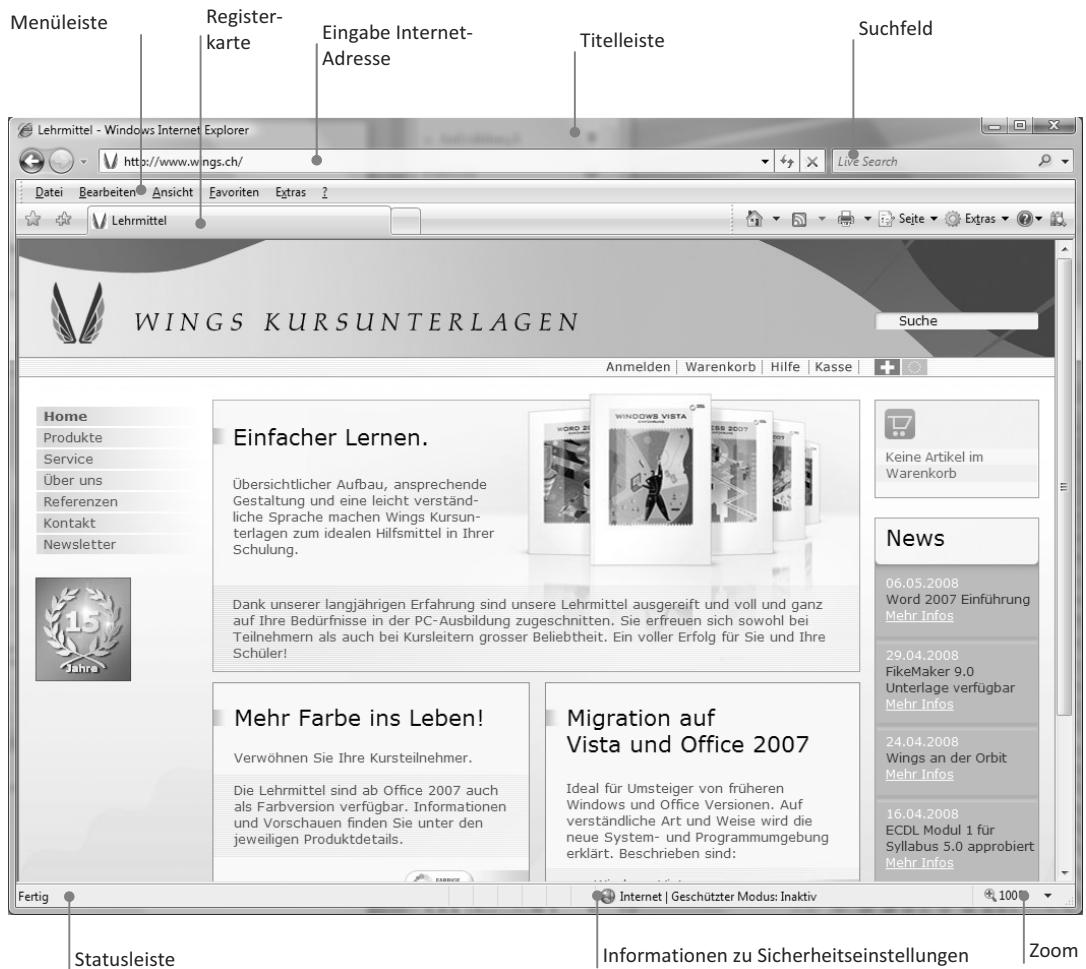 Menüleiste
Register-
karte
Eingabe Internet-
Adresse
Titelleiste
Suchfeld
Lehrmittel - Windows Internet Explorer
http://www.wings.ch/
Live Search
Datei Bearbeiten Ansicht Favoriten Extras ?
Lehrmittel
Seite Extras
WINGS KURSUNTERLAGEN
Suche
Anmelden | Warenkorb | Hilfe | Kasse |
Home
Produkte
Service
Über uns
Referenzen
Kontakt
Newsletter
15
Jahre
Einfacher Lernen.
Übersichtlicher Aufbau, ansprechende
Gestaltung und eine leicht verständ-
liche Sprache machen Wings Kursun-
terlagen zum idealen Hilfsmittel in Ihrer
Schulung.
WINDOWS VISTA
Dank unserer langjährigen Erfahrung sind unsere Lehrmittel ausgereift und voll und ganz
auf Ihre Bedürfnisse in der PC-Ausbildung zugeschnitten. Sie erfreuen sich sowohl bei
Teilnehmern als auch bei Kursleitern grosser Beliebtheit. Ein voller Erfolg für Sie und Ihre
Schüler!
Mehr Farbe ins Leben!
Verwöhnen Sie Ihre Kursteilnehmer.
Die Lehrmittel sind ab Office 2007 auch
als Farbversion verfügbar. Informationen
und Vorschauen finden Sie unter den
jeweiligen Produktdetails.
Migration auf
Vista und Office 2007
Ideal für Umsteiger von früheren
Windows und Office Versionen. Auf
verständliche Art und Weise wird die
neue System- und Programmumgebung
erklärt. Beschrieben sind:
Keine Artikel im
Warenkorb
News
06.05.2008
Word 2007 Einführung
Mehr Infos
29.04.2008
FikeMaker 9.0
Unterlage verfügbar
Mehr Infos
24.04.2008
Wings an der Orbit
Mehr Infos
16.04.2008
ECDL Modul 1 für
Syllabus 5.0 approbiert
Mehr Infos
Fertig
Internet | Geschützter Modus: Inaktiv
100%
Statusleiste
Informationen zu Sicherheitseinstellungen
Zoom